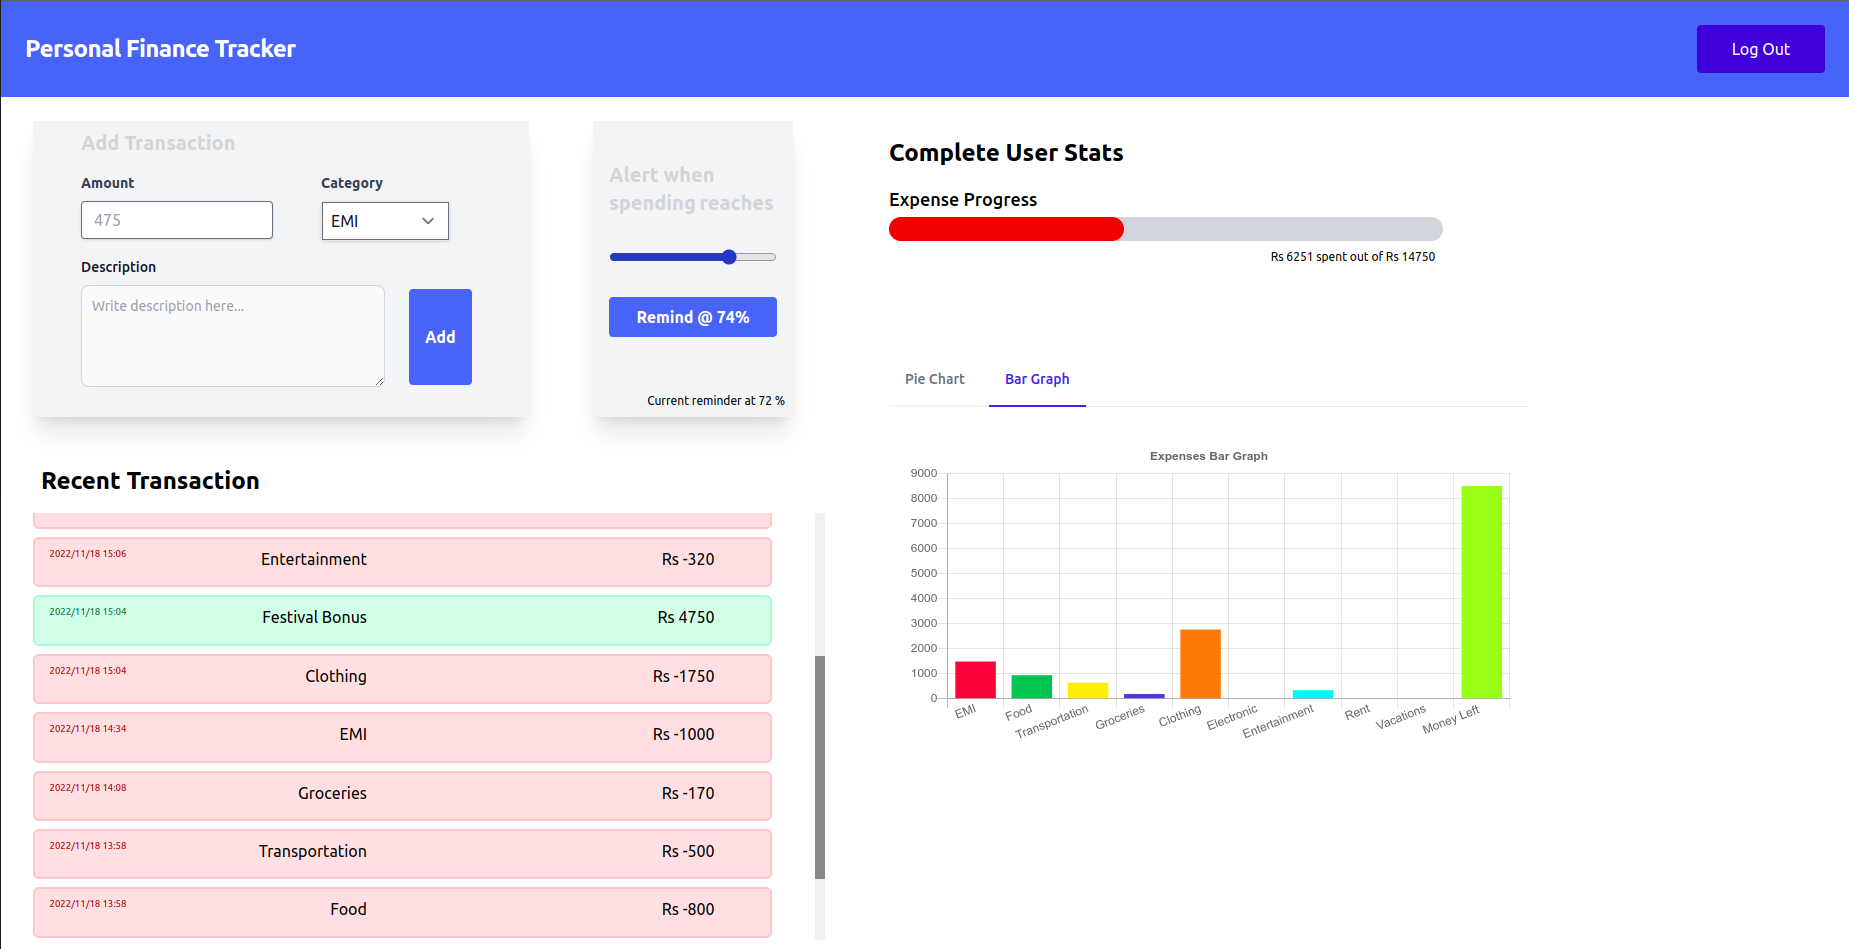 Personal Finance Tracker
Log Out
Add Transaction
Amount
Category
475
EMI
Description
Write description here...
Add
Alert when
spending reaches
Remind @ 74%
Current reminder at 72 %
Complete User Stats
Expense Progress
Rs 6251 spent out of Rs 14750
Pie Chart
Bar Graph
Recent Transaction
2022/11/18 15:06 Entertainment Rs -320
2022/11/18 15:04 Festival Bonus Rs 4750
2022/11/18 15:04 Clothing Rs -1750
2022/11/18 14:34 EMI Rs -1000
2022/11/18 14:08 Groceries Rs -170
2022/11/18 13:58 Transportation Rs -500
2022/11/18 13:58 Food Rs -800
Expenses Bar Graph
9000
8000
7000
6000
5000
4000
3000
2000
1000
0
EMI
Food
Transportation
Groceries
Clothing
Electronic
Entertainment
Rent
Vacations
Money Left